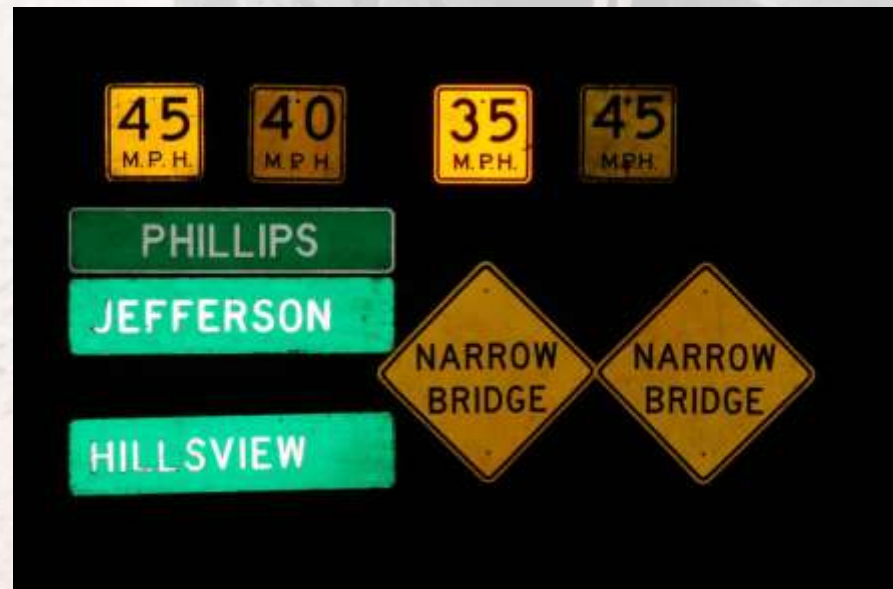 45
M.P.H.
40
M.P.H.
35
M.P.H.
45
M.P.H.
PHILLIPS
JEFFERSON
HILLSVIEW
NARROW
BRIDGE
NARROW
BRIDGE